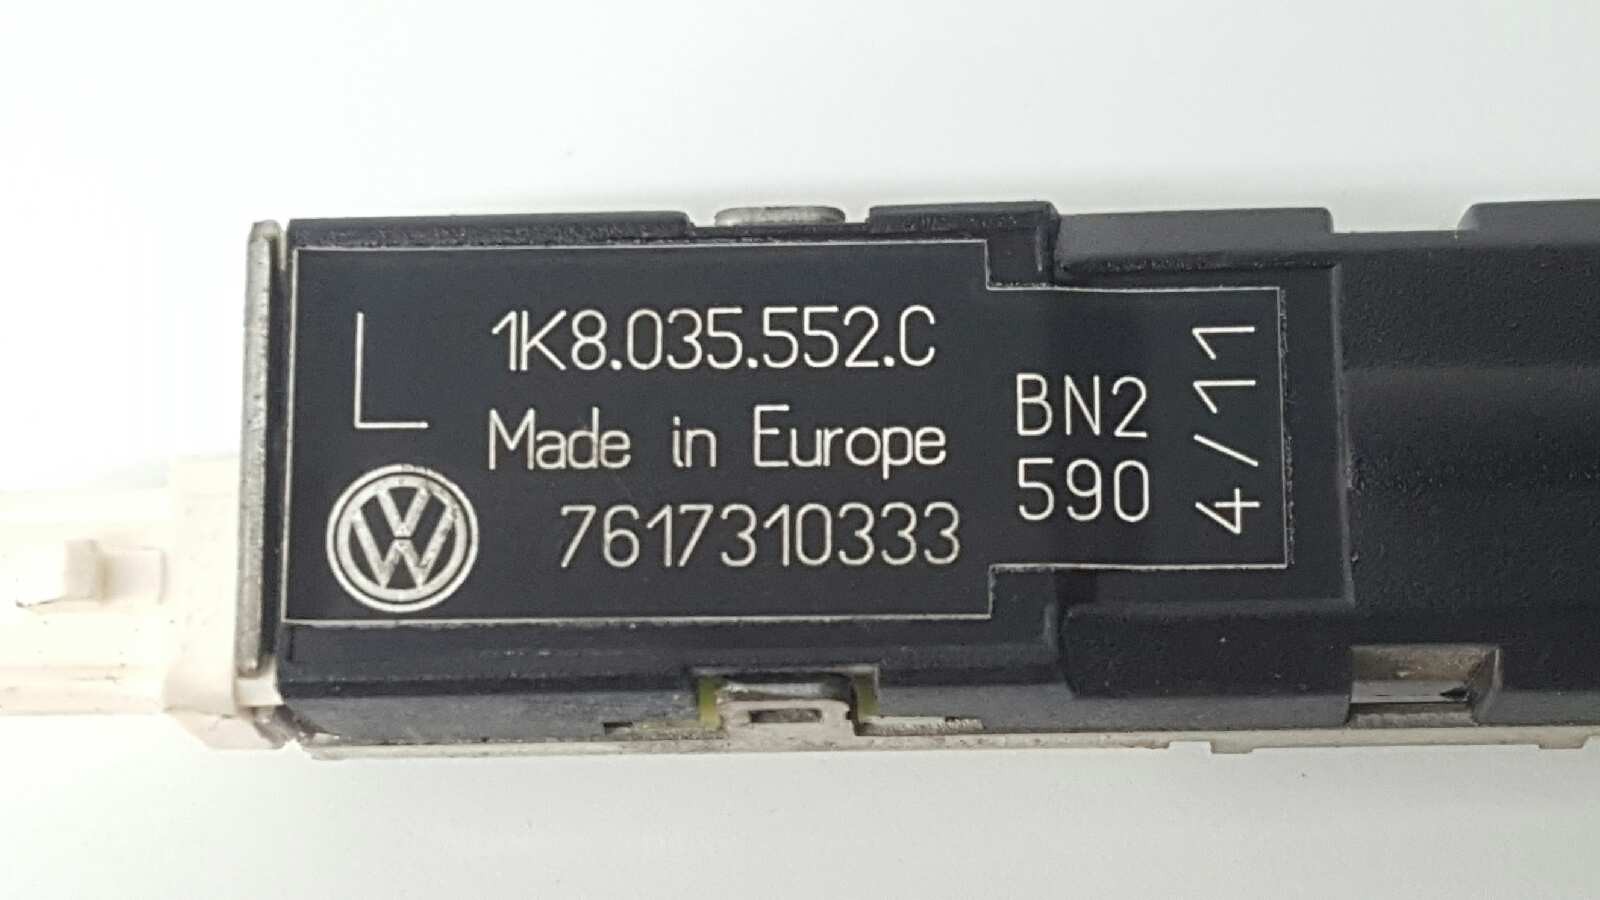 L
1K8.035.552.C
Made in Europe
7617310333
BN2
590
4/11